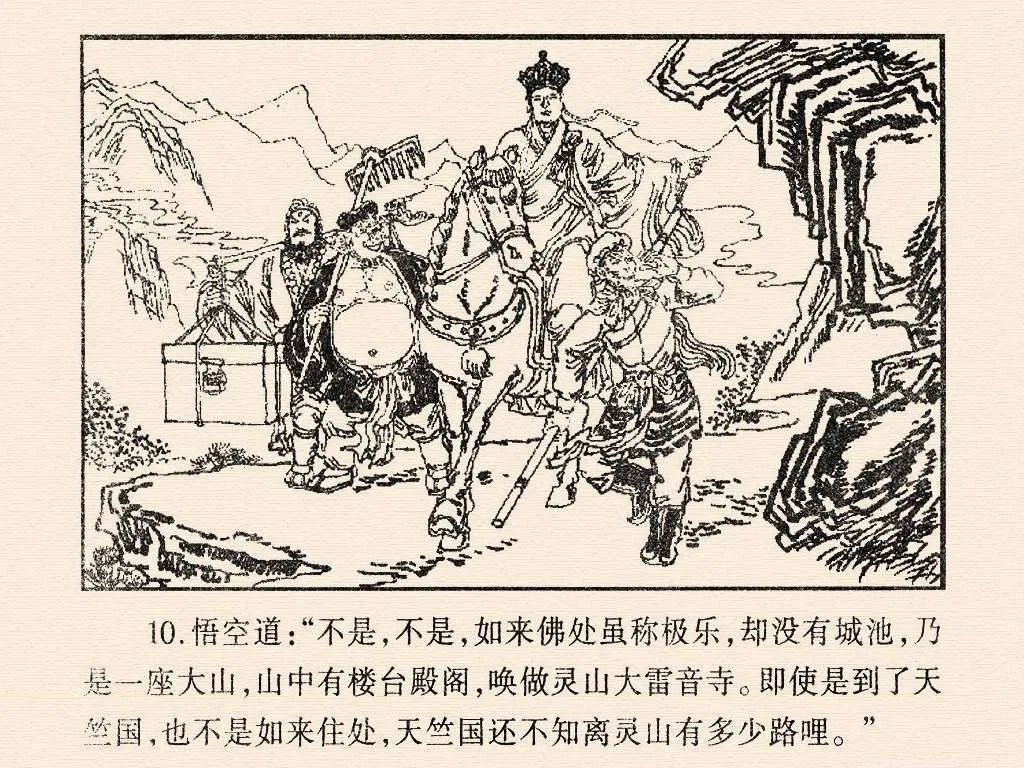 10.悟空道:“不是,不是,如来佛处虽称极乐,却没有城池,乃
是一座大山,山中有楼台殿阁,唤做灵山大雷音寺。即使是到了天
竺国,也不是如来住处,天竺国还不知离灵山有多少路哩。”